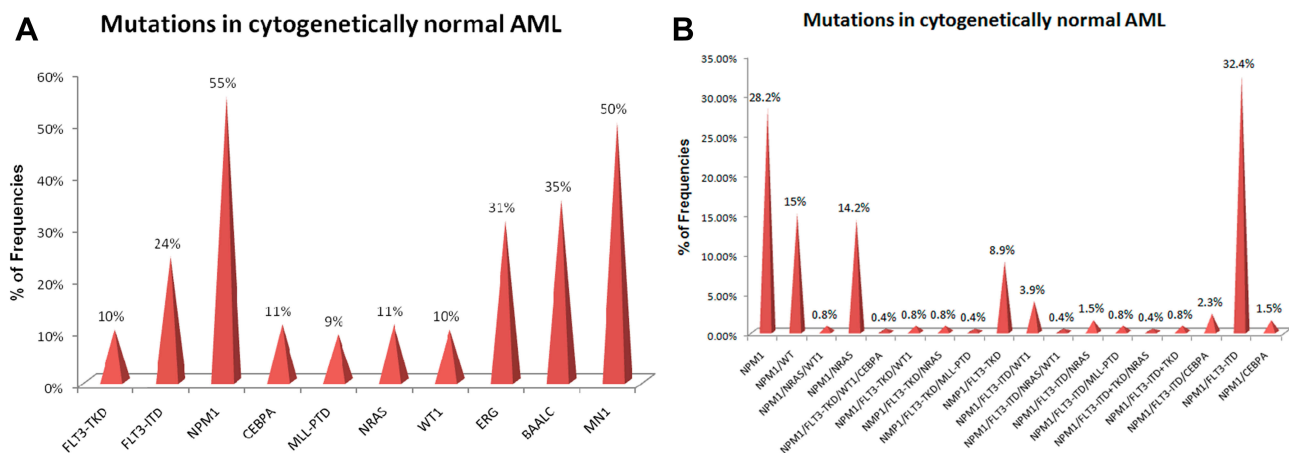 A
Mutations in cytogenetically normal AML
% of Frequencies
60%
50%
40%
30%
20%
10%
0%
10%
24%
55%
11%
9%
11%
10%
31%
35%
50%
FLT3-TKD
FLT3-ITD
NPM1
CEBPA
MLL-PTD
NRAS
WT1
ERG
BAALC
MN1
B
Mutations in cytogenetically normal AML
% of Frequencies
35.00%
30.00%
25.00%
20.00%
15.00%
10.00%
5.00%
0.00%
28.2%
15%
0.8%
14.2%
0.4%
0.8%
0.8%
0.4%
8.9%
3.9%
0.4%
1.5%
0.8%
0.4%
0.8%
2.3%
32.4%
1.5%
NPM1
NPM1/WT
NPM1/NRAS/WT1
NPM1/NRAS
NPM1/FLT3-TKD/WT1/CEBPA
NPM1/FLT3-TKD/WT1
NMP1/FLT3-TKD/NRAS
NPM1/FLT3-TKD/MLL-PTD
NMP1/FLT3-TKD
NPM1/FLT3-ITD/WT1
NPM1/FLT3-ITD/NRAS/WT1
NPM1/FLT3-ITD/NRAS
NPM1/FLT3-ITD/MLL-PTD
NPM1/FLT3-ITD+TKD/NRAS
NPM1/FLT3-ITD+TKD
NPM1/FLT3-ITD/CEBPA
NPM1/FLT3-ITD
NPM1/CEBPA